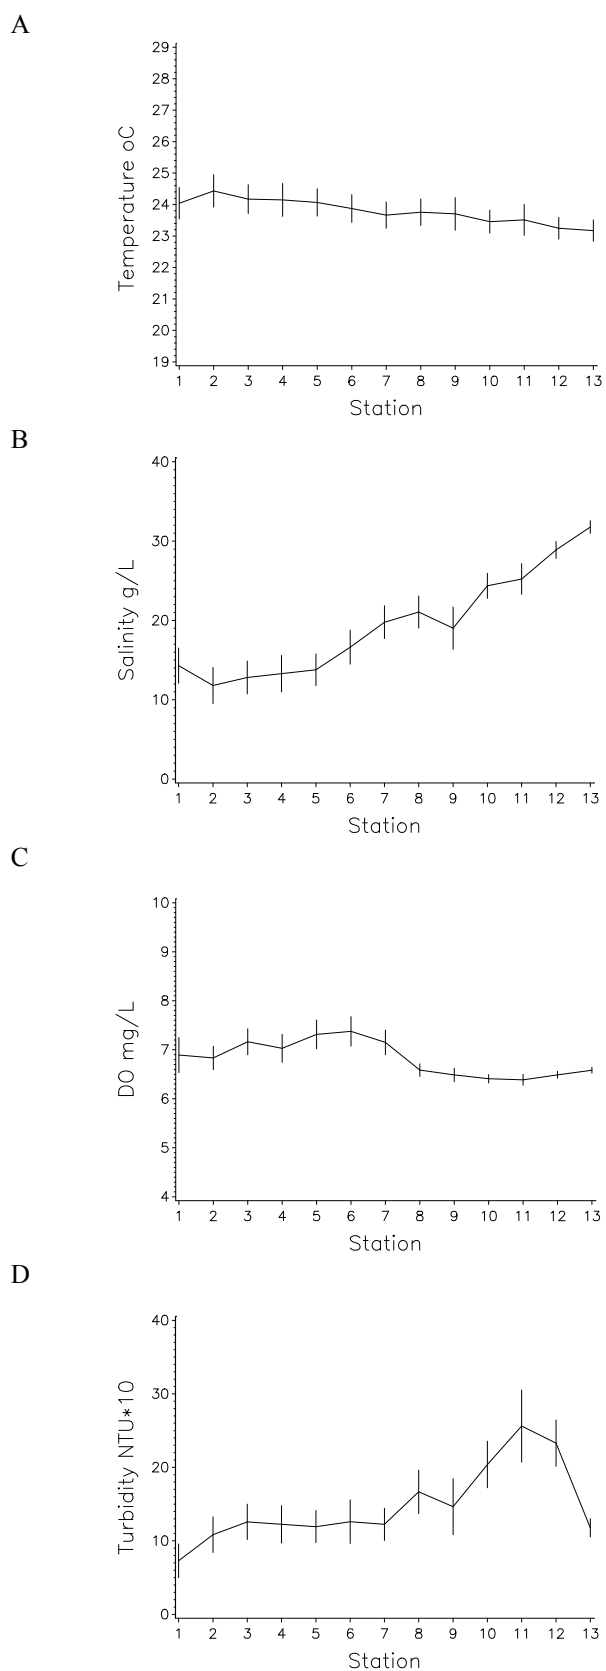 A
29
28
27
26
25
24
23
22
21
20
19
Temperature oC
1 2 3 4 5 6 7 8 9 10 11 12 13
Station
B
40
30
20
10
0
Salinity g/L
1 2 3 4 5 6 7 8 9 10 11 12 13
Station
C
10
9
8
7
6
5
4
DO mg/L
1 2 3 4 5 6 7 8 9 10 11 12 13
Station
D
40
30
20
10
0
Turbidity NTU*10
1 2 3 4 5 6 7 8 9 10 11 12 13
Station